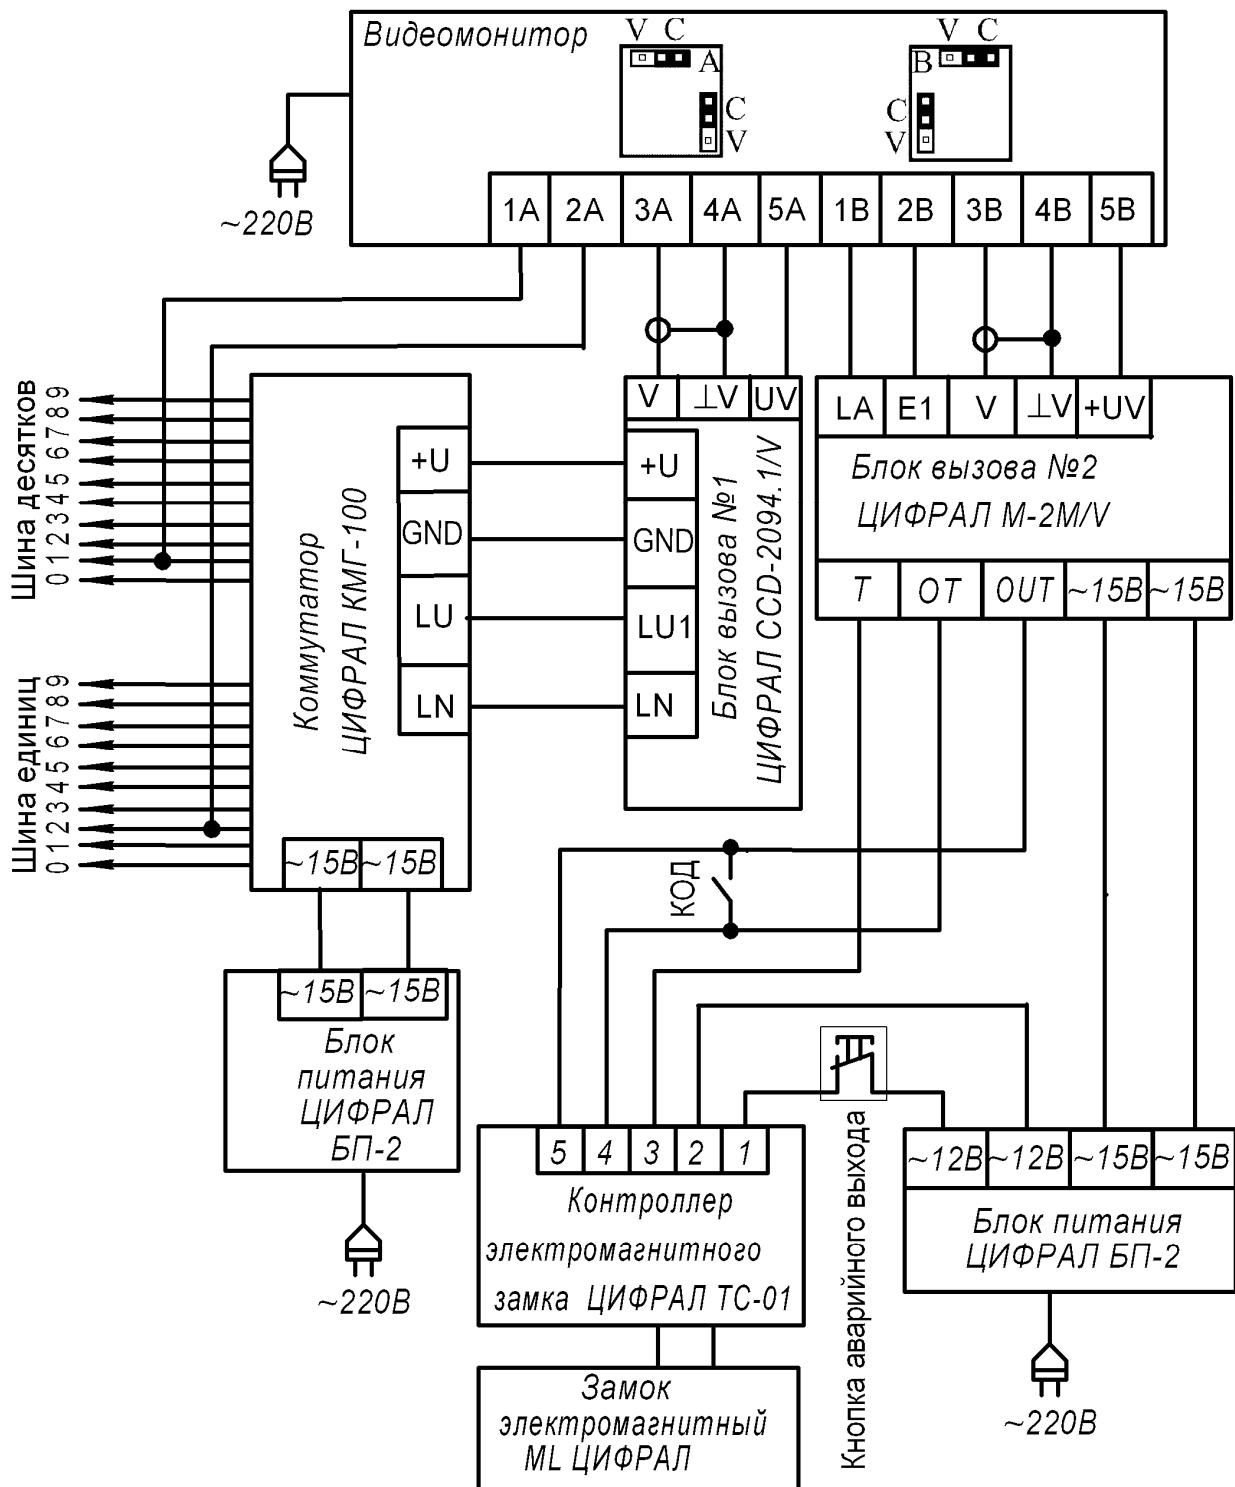 Видеомонитор
V C
A
C
V
V C
B
C
V
~220В
1A 2A 3A 4A 5A 1B 2B 3B 4B 5B
Шина десятков
0 1 2 3 4 5 6 7 8 9
Шина единиц
0 1 2 3 4 5 6 7 8 9
Коммутатор
ЦИФРАЛ КМГ-100
+U
GND
LU
LN
~15В ~15В
V ⊥V UV
+U
GND
LU1
LN
Блок вызова №1
ЦИФРАЛ CCD-2094.1/V
LA E1 V ⊥V +UV
Блок вызова №2
ЦИФРАЛ М-2М/V
T OT OUT ~15В ~15В
КОД
~15В ~15В
Блок
питания
ЦИФРАЛ
БП-2
~220В
5 4 3 2 1
Контроллер
электромагнитного
замка ЦИФРАЛ ТС-01
Замок
электромагнитный
ML ЦИФРАЛ
Кнопка аварийного выхода
~12В ~12В ~15В ~15В
Блок питания
ЦИФРАЛ БП-2
~220В